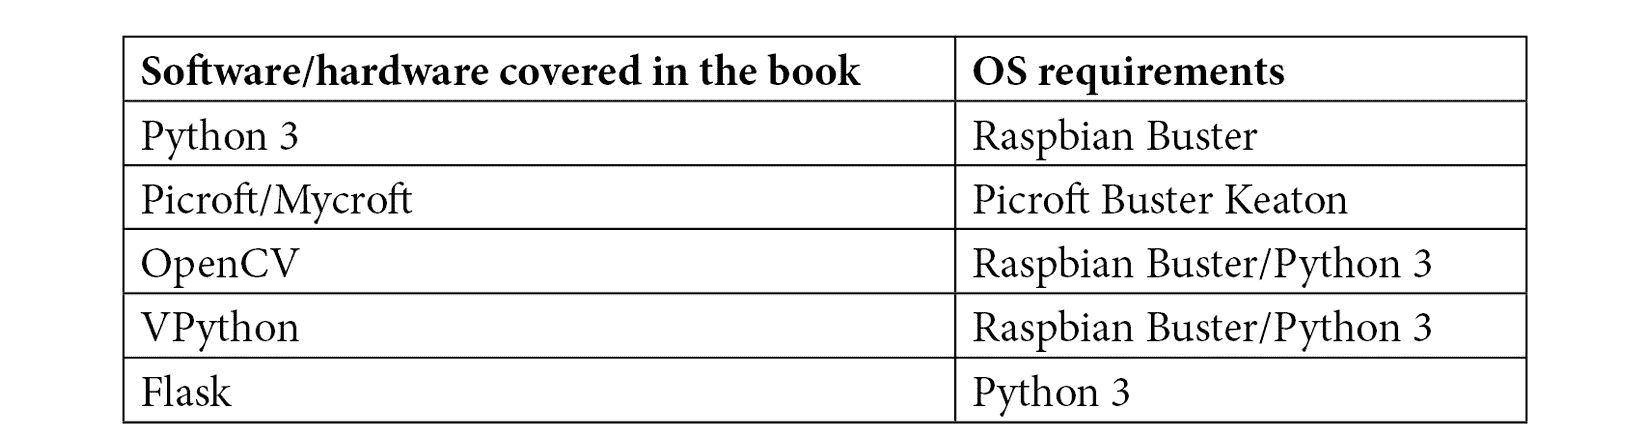 Software/hardware covered in the book OS requirements
Python 3 Raspbian Buster
Picroft/Mycroft Picroft Buster Keaton
OpenCV Raspbian Buster/Python 3
VPython Raspbian Buster/Python 3
Flask Python 3